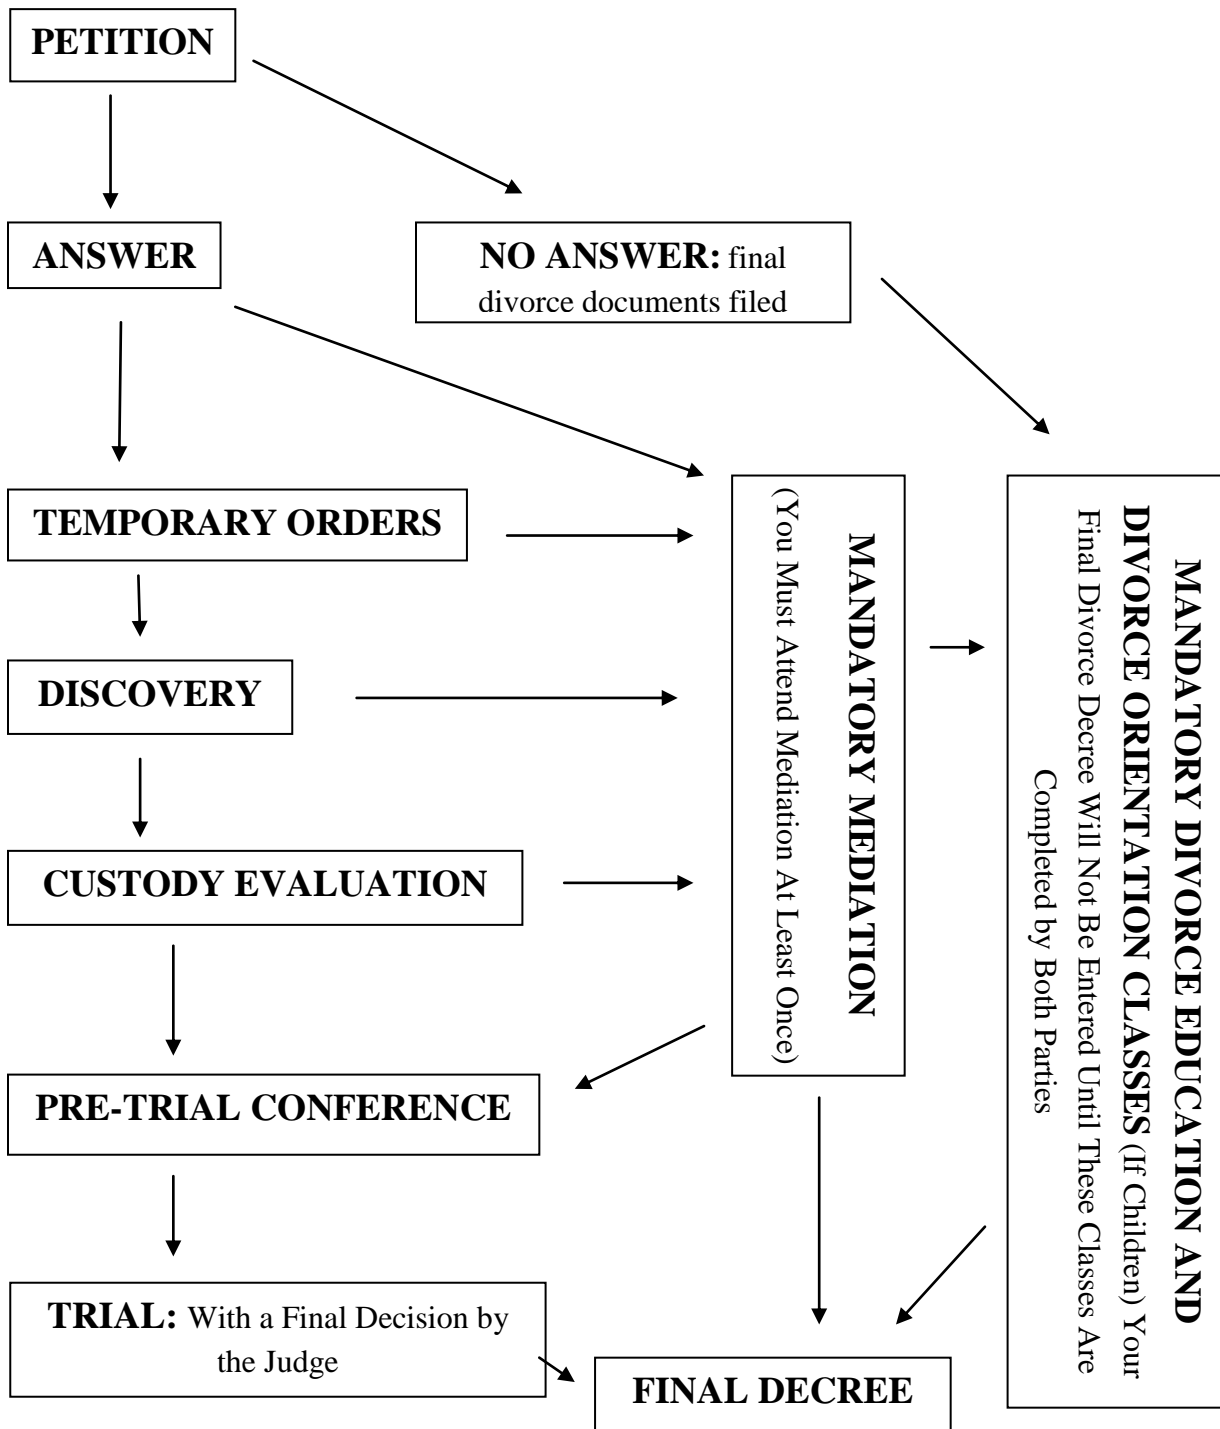 PETITION
ANSWER
NO ANSWER: final
divorce documents filed
TEMPORARY ORDERS
DISCOVERY
CUSTODY EVALUATION
PRE-TRIAL CONFERENCE
TRIAL: With a Final Decision by
the Judge
MANDATORY MEDIATION
(You Must Attend Mediation At Least Once)
MANDATORY DIVORCE EDUCATION AND
DIVORCE ORIENTATION CLASSES (If Children) Your
Final Divorce Decree Will Not Be Entered Until These Classes Are
Completed by Both Parties
FINAL DECREE